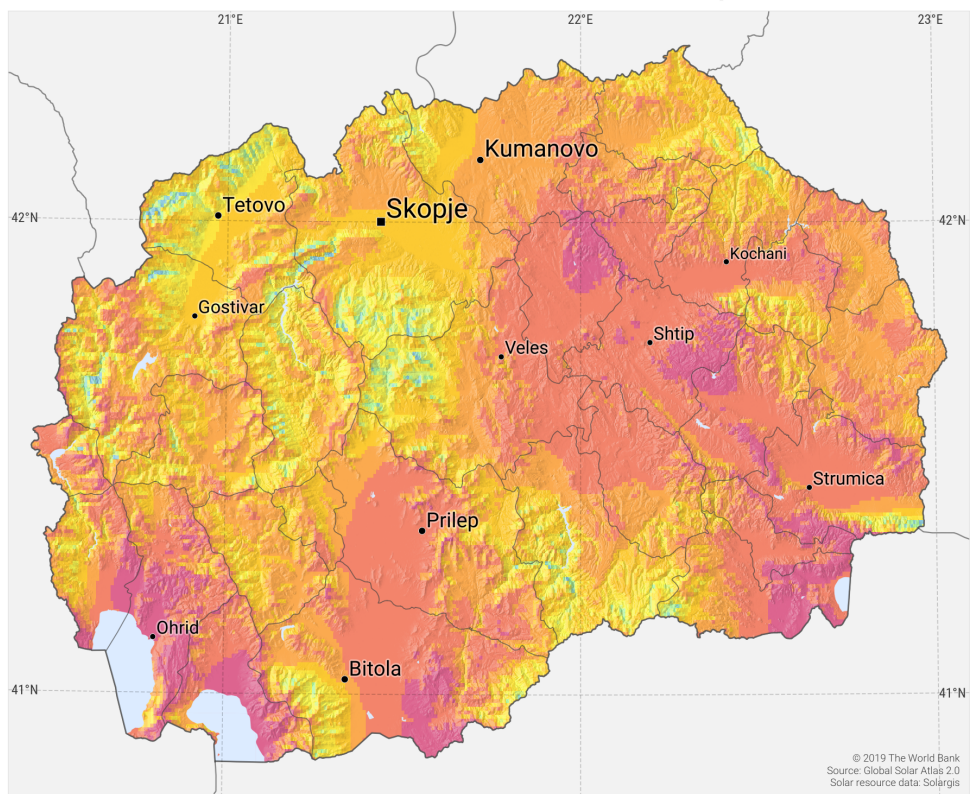 21°E
22°E
23°E
Kumanovo
Tetovo
Skopje
42°N
42°N
Kochani
Gostivar
Shtip
Veles
Strumica
Prilep
Ohrid
Bitola
41°N
41°N
© 2019 The World Bank
Source: Global Solar Atlas 2.0
Solar resource data: Solargis